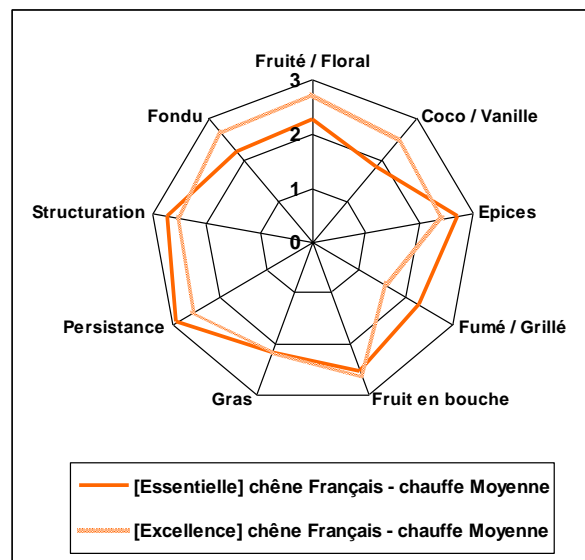 Fruité / Floral
3
Fondu
Coco / Vanille
2
1
Structuration
Epices
0
Persistance
Fumé / Grillé
Gras
Fruit en bouche
[Essentielle] chêne Français - chauffe Moyenne
[Excellence] chêne Français - chauffe Moyenne